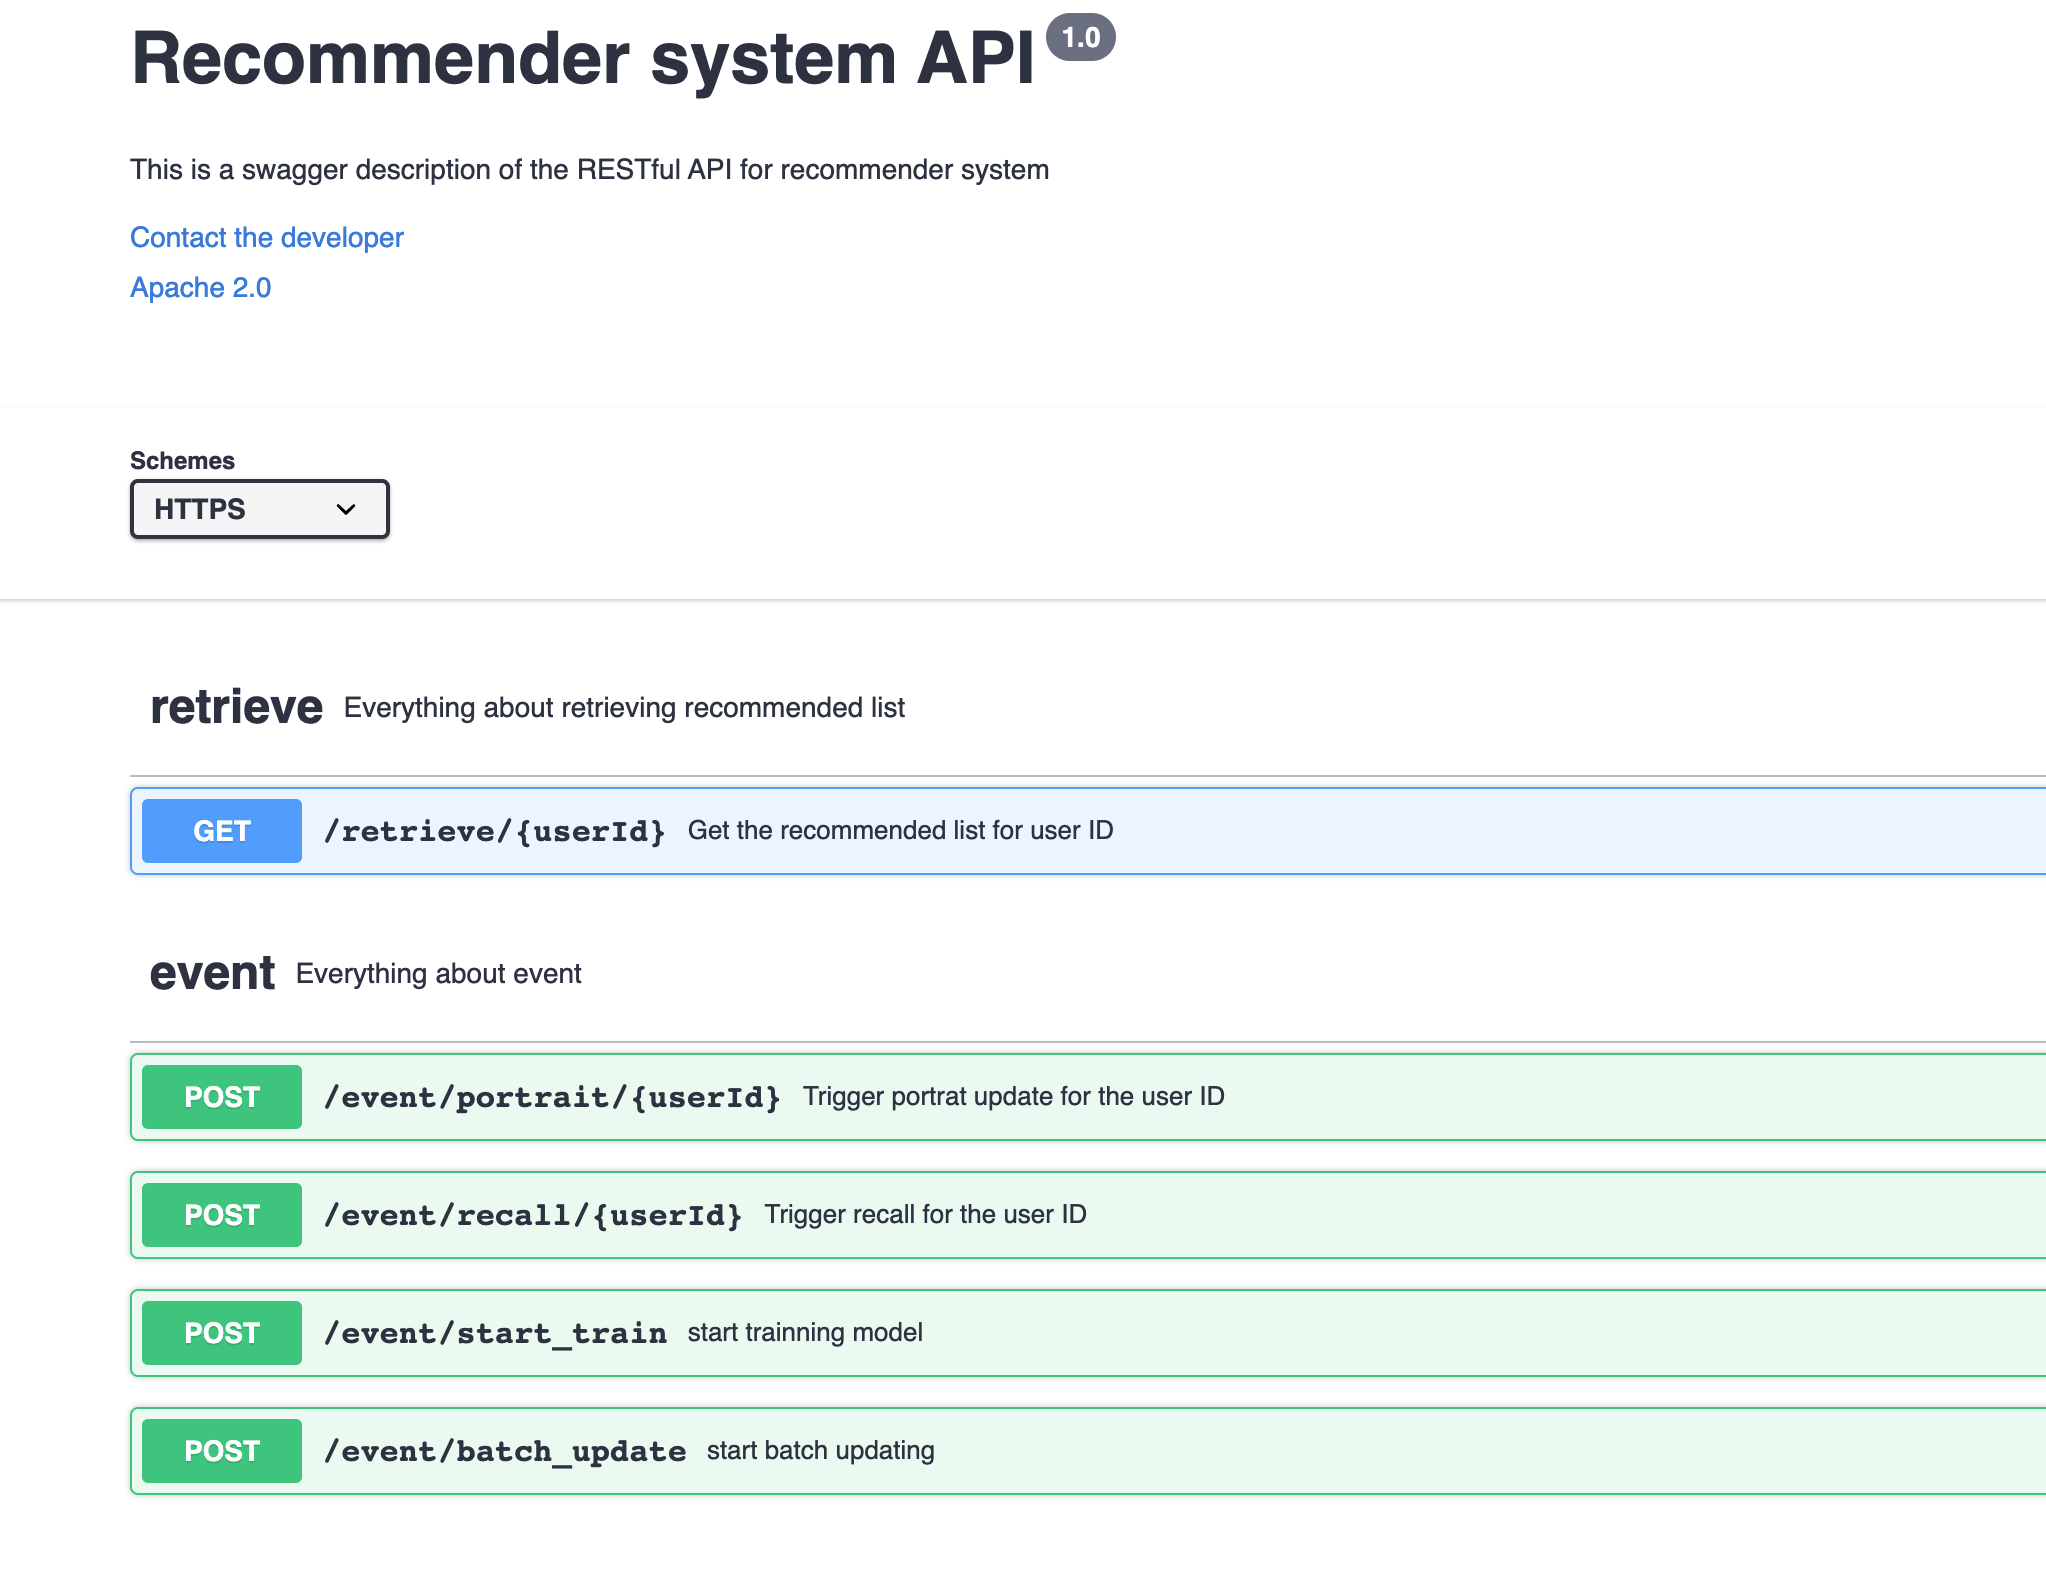 Recommender system API 1.0
This is a swagger description of the RESTful API for recommender system
Contact the developer
Apache 2.0
Schemes
HTTPS
retrieve Everything about retrieving recommended list
GET /retrieve/{userId} Get the recommended list for user ID
event Everything about event
POST /event/portrait/{userId} Trigger portrat update for the user ID
POST /event/recall/{userId} Trigger recall for the user ID
POST /event/start_train start trainning model
POST /event/batch_update start batch updating